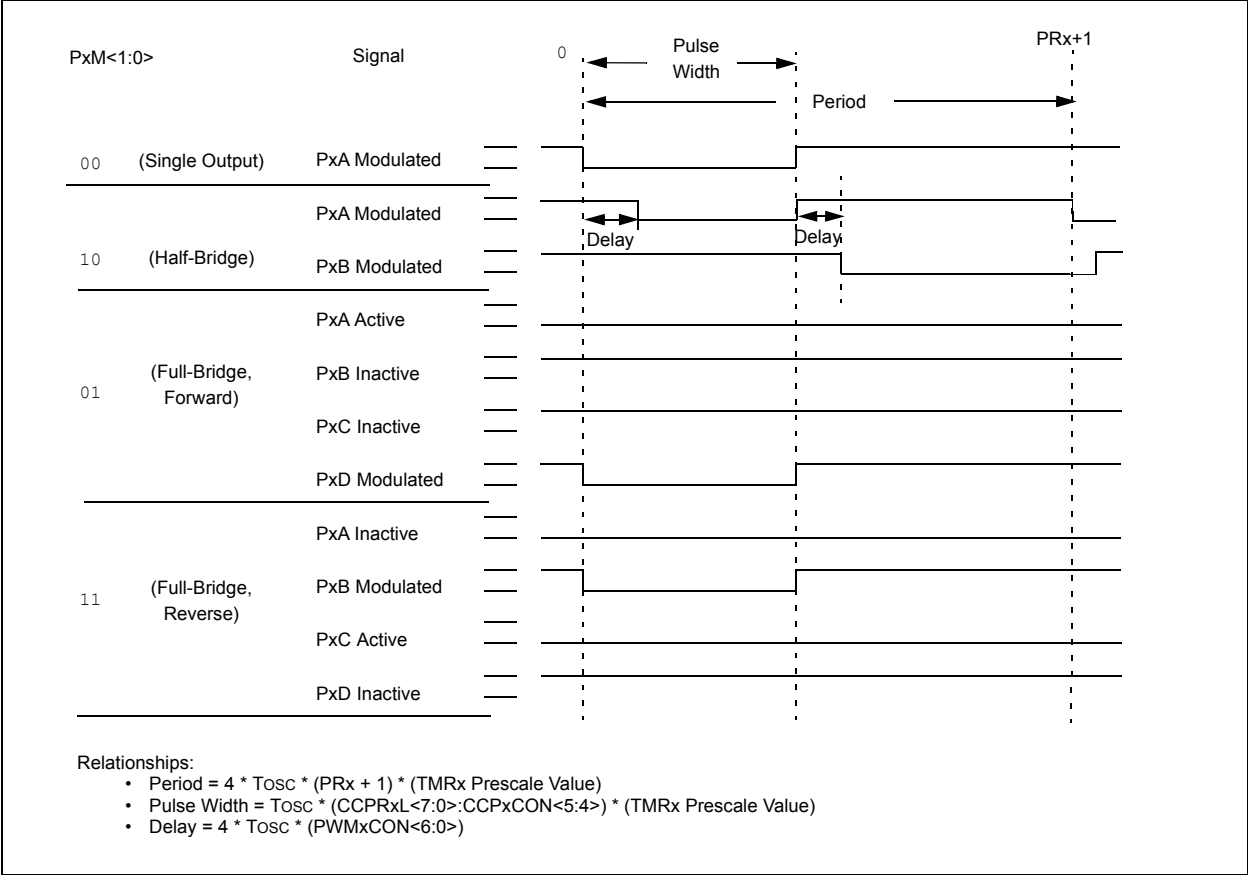 PxM<1:0>
Signal
0
Pulse
Width
PRx+1
Period
00
(Single Output)
PxA Modulated
PxA Modulated
Delay
Delay
10
(Half-Bridge)
PxB Modulated
PxA Active
(Full-Bridge,
Forward)
01
PxB Inactive
PxC Inactive
PxD Modulated
PxA Inactive
(Full-Bridge,
Reverse)
11
PxB Modulated
PxC Active
PxD Inactive
Relationships:
• Period = 4 * TOSC * (PRx + 1) * (TMRx Prescale Value)
• Pulse Width = TOSC * (CCPRxL<7:0>:CCPxCON<5:4>) * (TMRx Prescale Value)
• Delay = 4 * TOSC * (PWMxCON<6:0>)